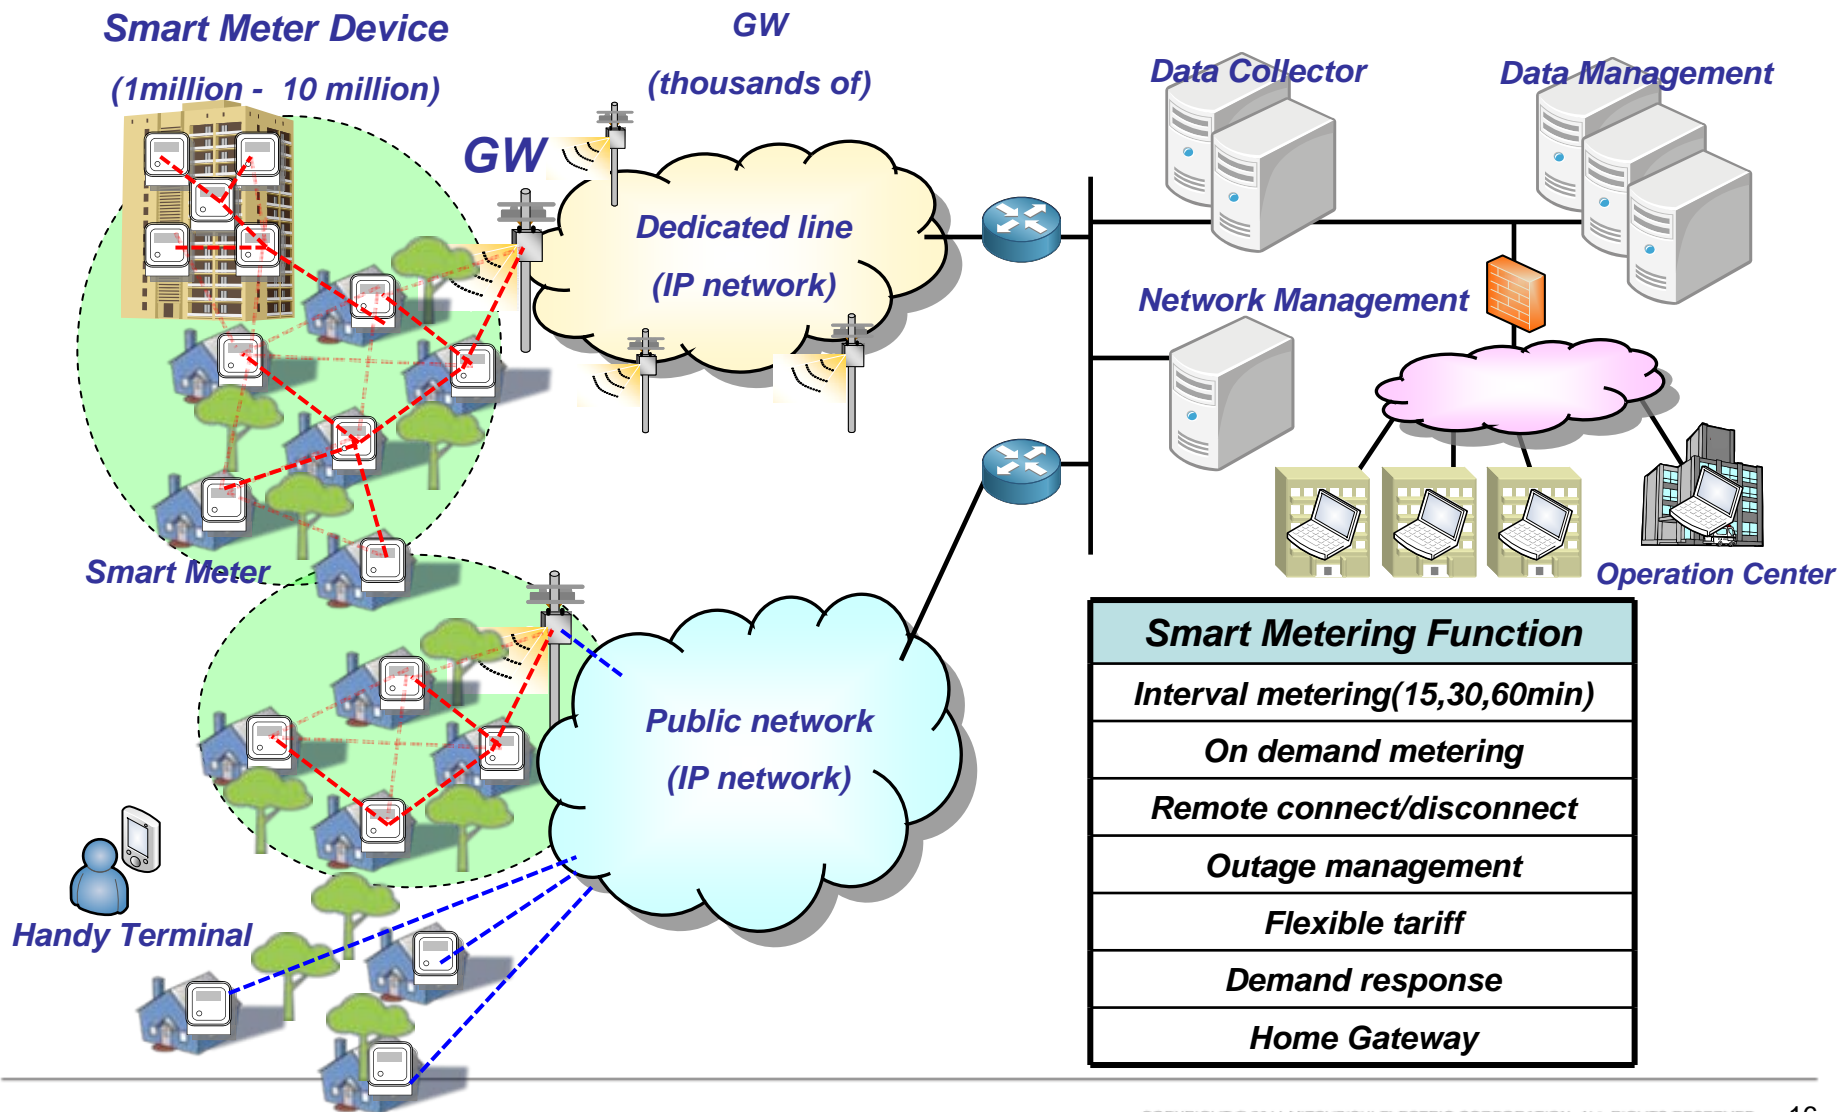 Smart Meter Device
(1million - 10 million)
GW
(thousands of)
GW
Data Collector
Data Management
Dedicated line
(IP network)
Network Management
Smart Meter
Operation Center
Public network
(IP network)
Handy Terminal
Smart Metering Function
Interval metering(15,30,60min)
On demand metering
Remote connect/disconnect
Outage management
Flexible tariff
Demand response
Home Gateway